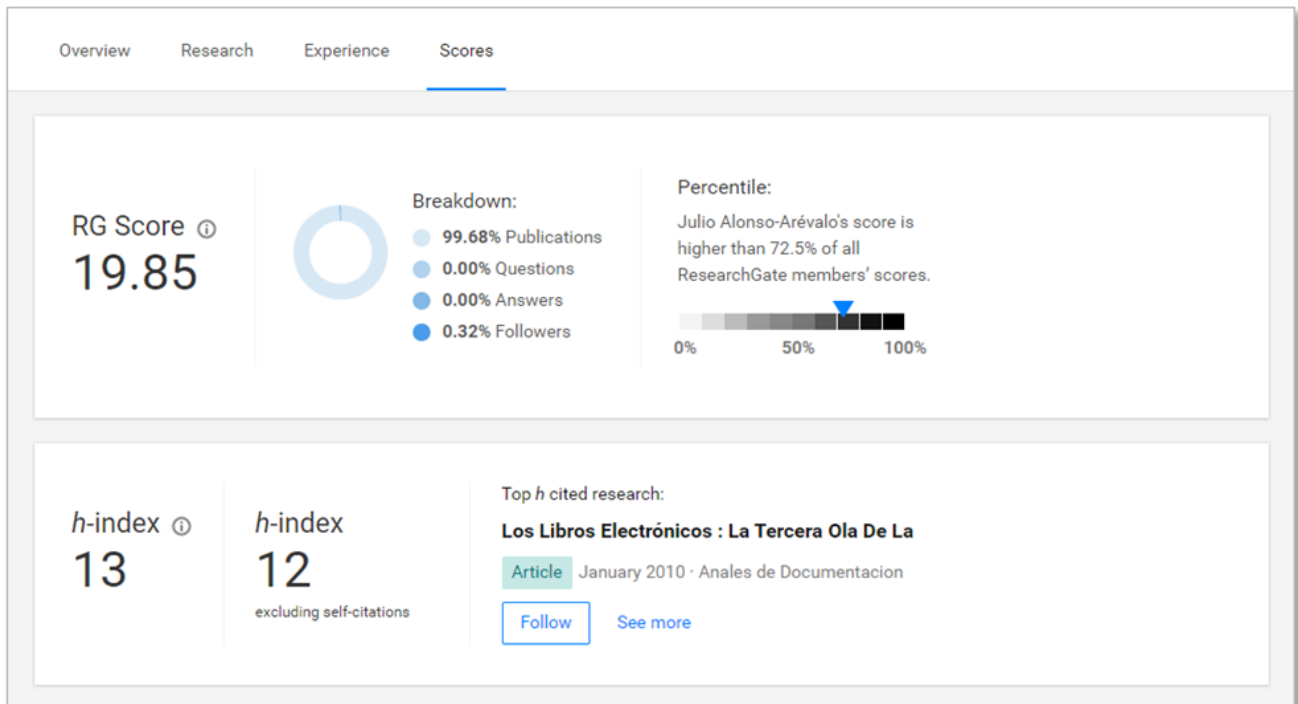 Overview Research Experience Scores
RG Score
19.85
Breakdown:
99.68% Publications
0.00% Questions
0.00% Answers
0.32% Followers
Percentile:
Julio Alonso-Arévalo's score is
higher than 72.5% of all
ResearchGate members' scores.
0% 50% 100%
h-index
13
h-index
12
excluding self-citations
Top h cited research:
Los Libros Electrónicos : La Tercera Ola De La
Article January 2010 · Anales de Documentacion
Follow See more